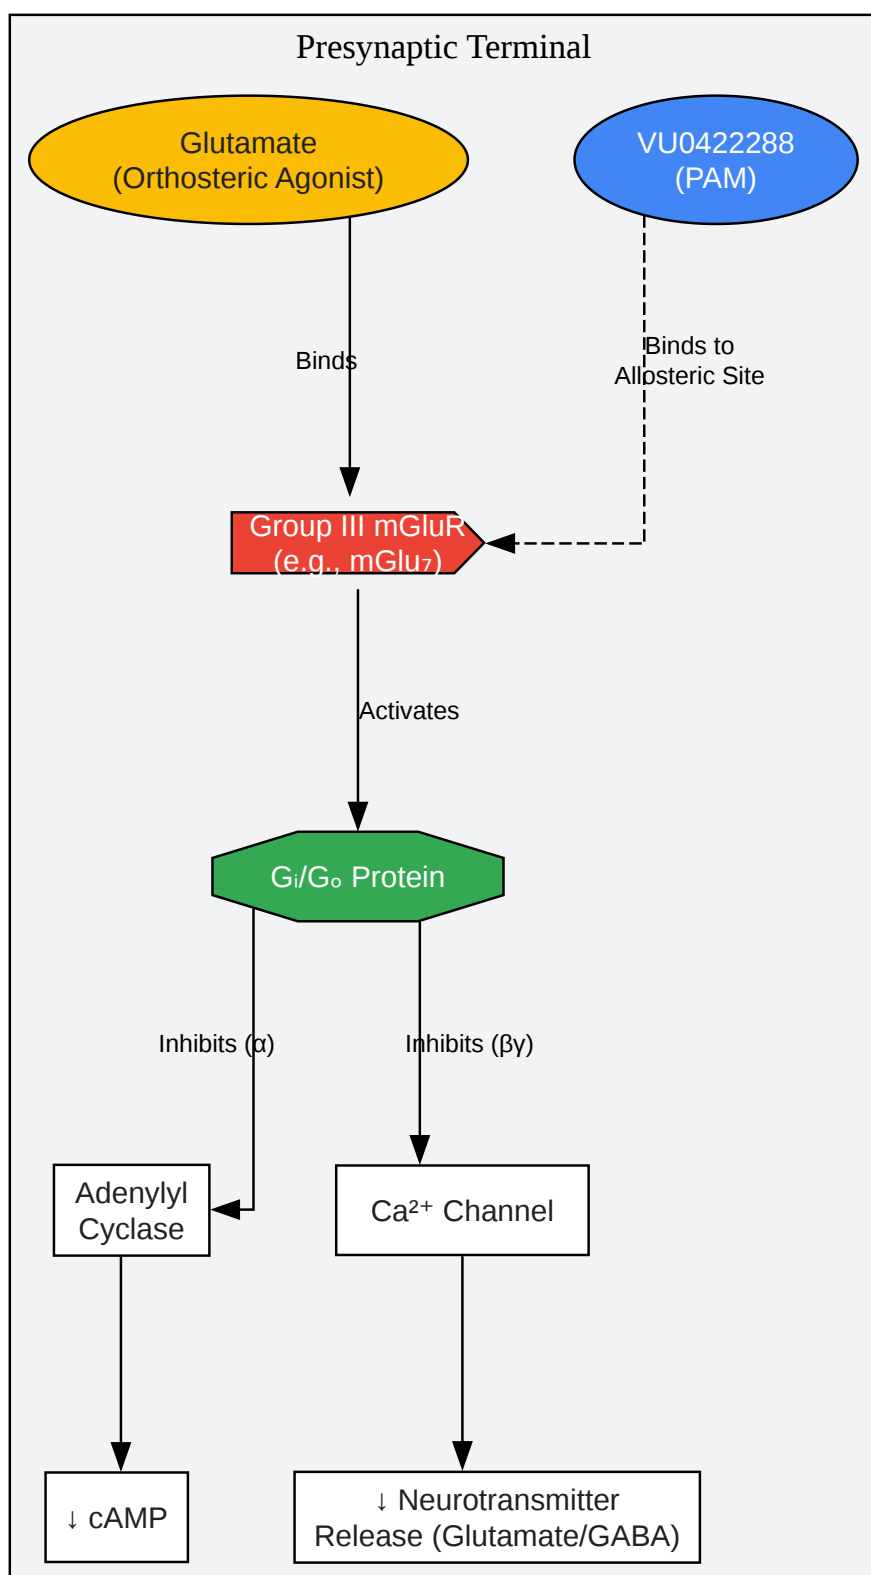 Presynaptic Terminal
Glutamate
(Orthosteric Agonist)
VU0422288
(PAM)
Binds
Binds to
Allosteric Site
Group III mGluR
(e.g., mGlu₇)
Activates
Gᵢ/Gₒ Protein
Inhibits (α)
Inhibits (βγ)
Adenylyl
Cyclase
Ca²⁺ Channel
↓ cAMP
↓ Neurotransmitter
Release (Glutamate/GABA)